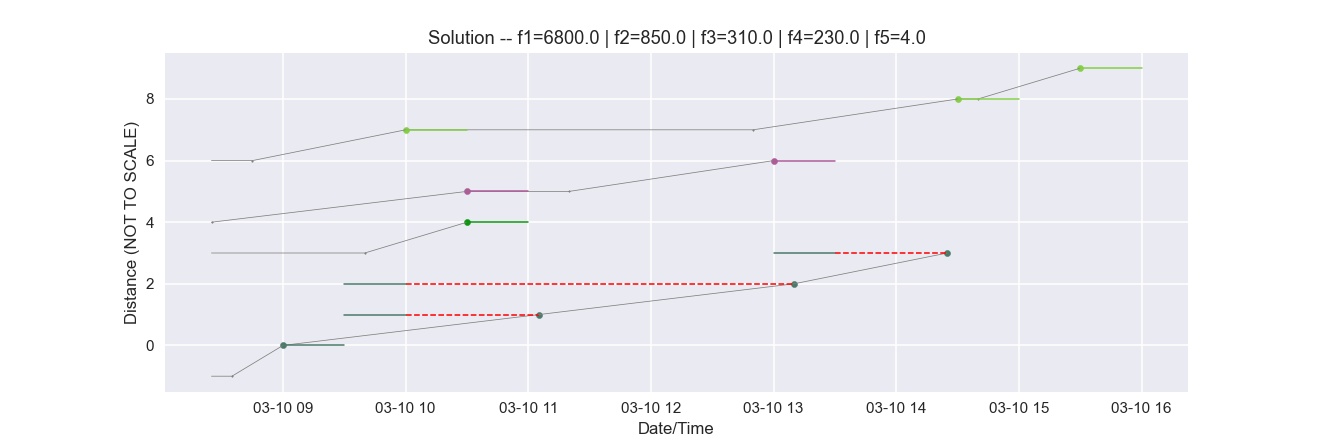 Solution -- f1=6800.0 | f2=850.0 | f3=310.0 | f4=230.0 | f5=4.0
Distance (NOT TO SCALE)
8
6
4
2
0
03-10 09 03-10 10 03-10 11 03-10 12 03-10 13 03-10 14 03-10 15 03-10 16
Date/Time